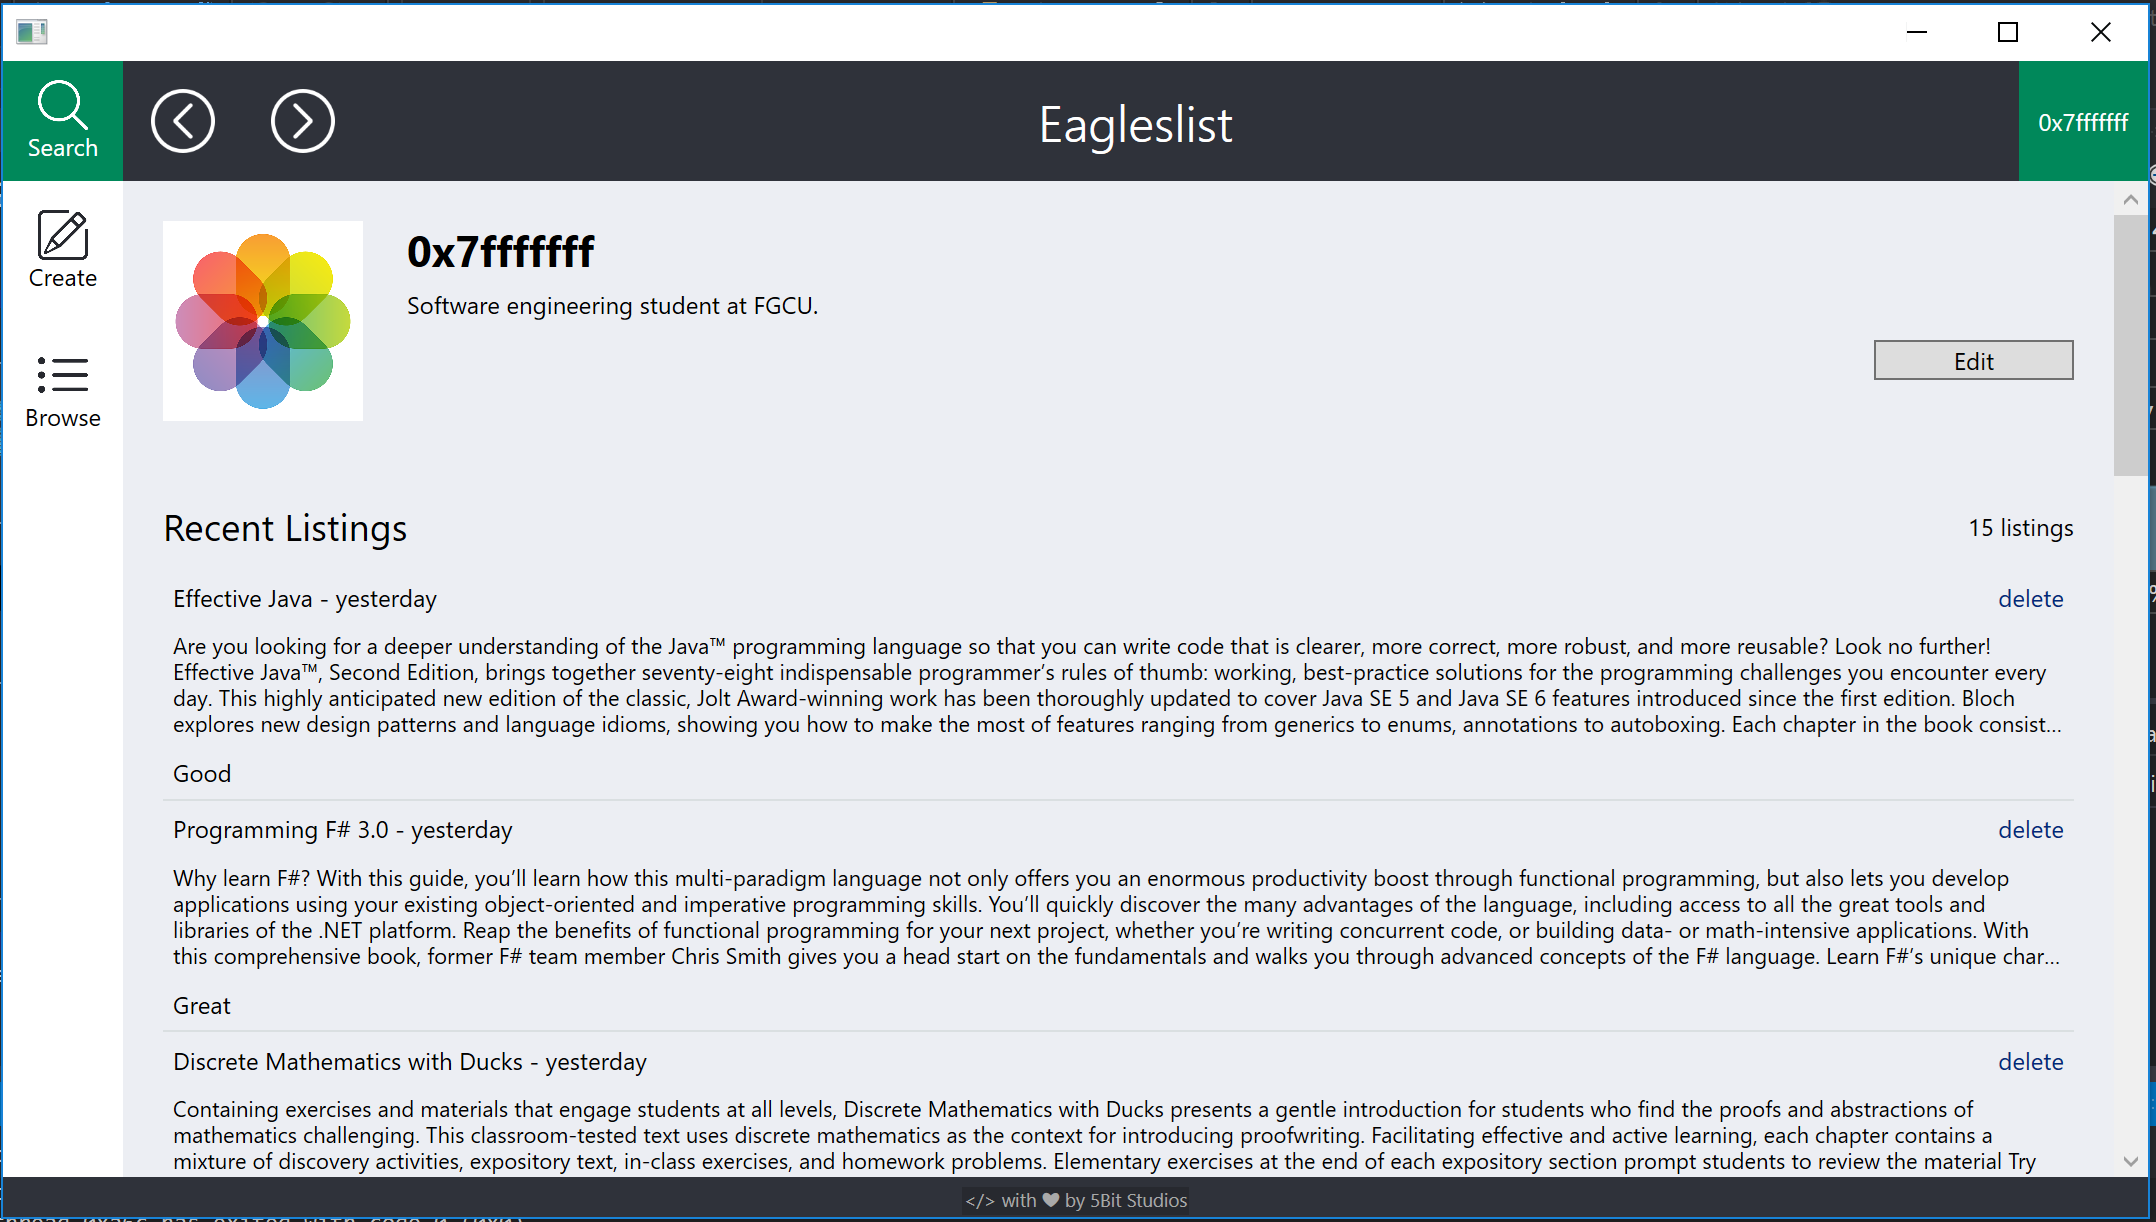 Search
Eagleslist
0x7fffffff
Create
Browse
0x7fffffff
Software engineering student at FGCU.
Edit
Recent Listings
15 listings
Effective Java - yesterday
delete
Are you looking for a deeper understanding of the Java™ programming language so that you can write code that is clearer, more correct, more robust, and more reusable? Look no further!
Effective Java™, Second Edition, brings together seventy-eight indispensable programmer’s rules of thumb: working, best-practice solutions for the programming challenges you encounter every
day. This highly anticipated new edition of the classic, Jolt Award-winning work has been thoroughly updated to cover Java SE 5 and Java SE 6 features introduced since the first edition. Bloch
explores new design patterns and language idioms, showing you how to make the most of features ranging from generics to enums, annotations to autoboxing. Each chapter in the book consist...
Good
Programming F# 3.0 - yesterday
delete
Why learn F#? With this guide, you’ll learn how this multi-paradigm language not only offers you an enormous productivity boost through functional programming, but also lets you develop
applications using your existing object-oriented and imperative programming skills. You’ll quickly discover the many advantages of the language, including access to all the great tools and
libraries of the .NET platform. Reap the benefits of functional programming for your next project, whether you’re writing concurrent code, or building data- or math-intensive applications. With
this comprehensive book, former F# team member Chris Smith gives you a head start on the fundamentals and walks you through advanced concepts of the F# language. Learn F#’s unique char...
Great
Discrete Mathematics with Ducks - yesterday
delete
Containing exercises and materials that engage students at all levels, Discrete Mathematics with Ducks presents a gentle introduction for students who find the proofs and abstractions of
mathematics challenging. This classroom-tested text uses discrete mathematics as the context for introducing proofwriting. Facilitating effective and active learning, each chapter contains a
mixture of discovery activities, expository text, in-class exercises, and homework problems. Elementary exercises at the end of each expository section prompt students to review the material Try
</> with ♥ by 5Bit Studios